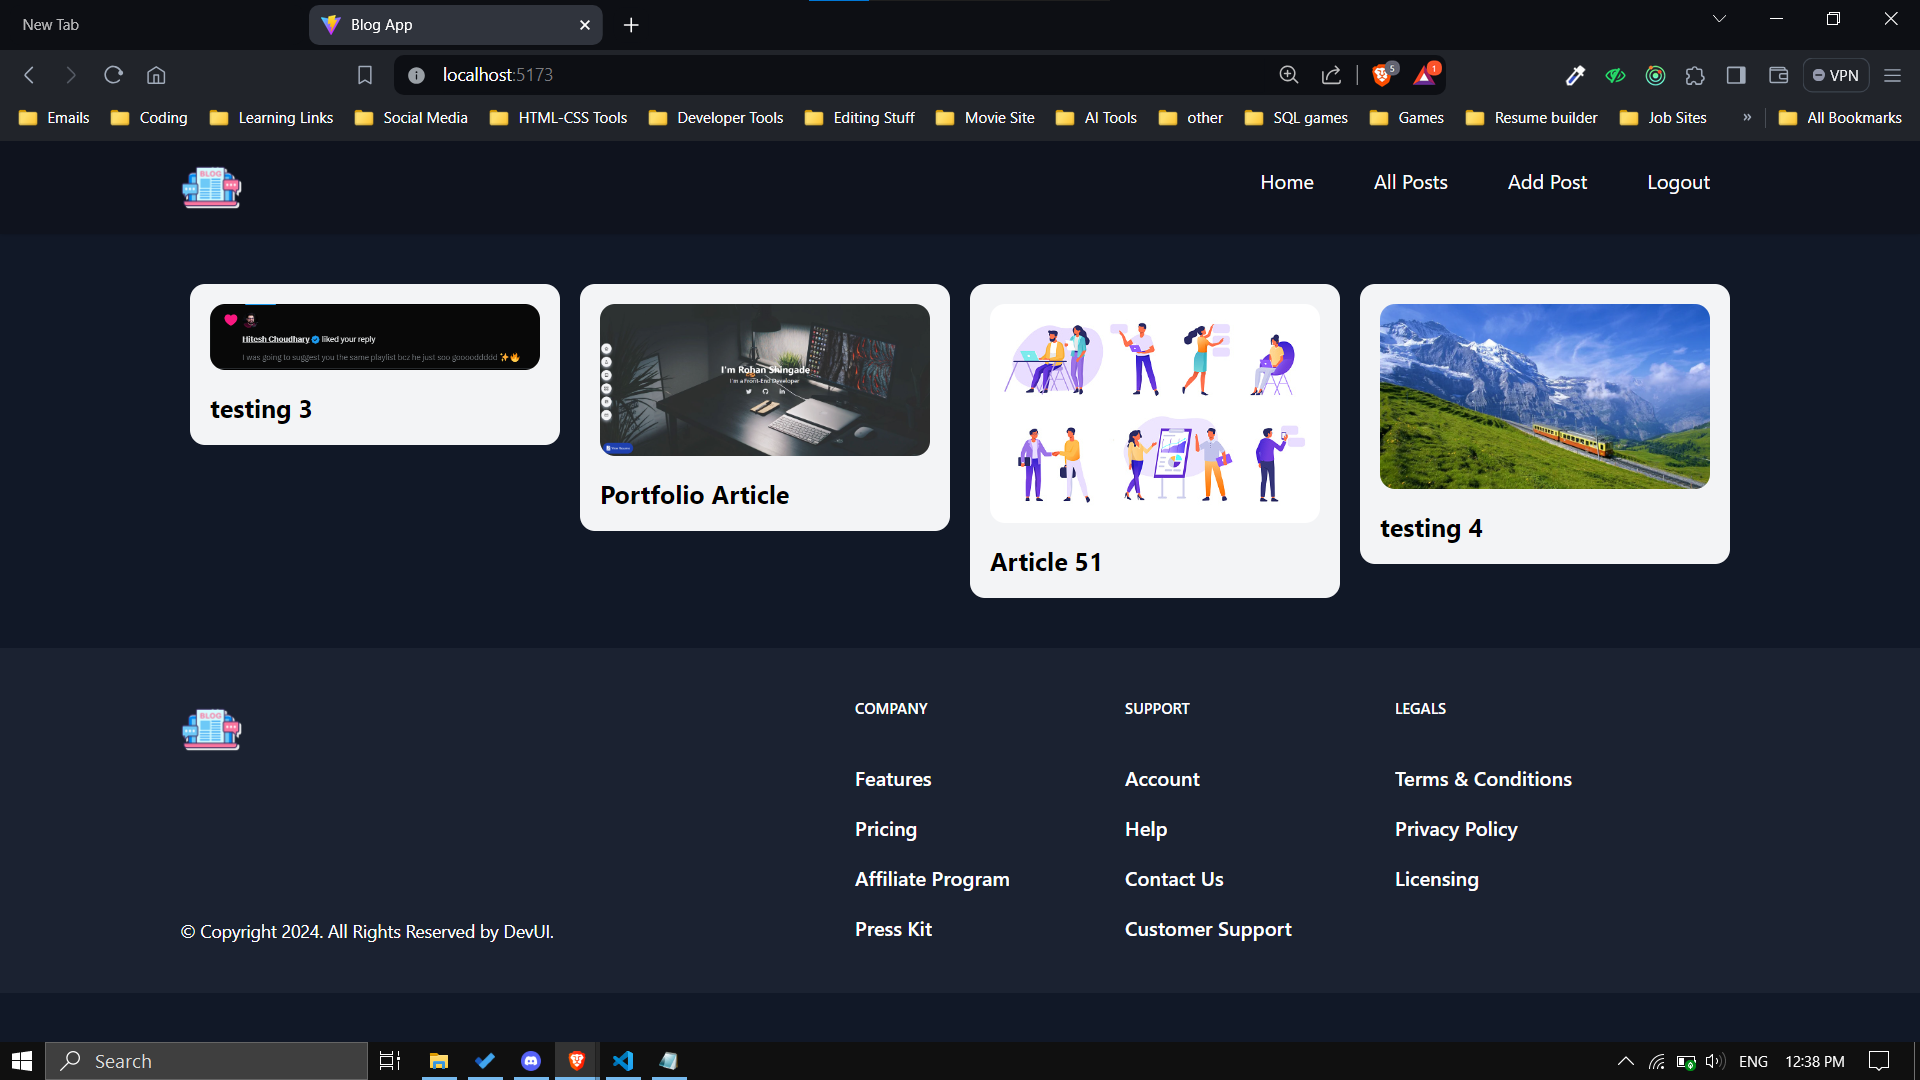 New Tab
Blog App
localhost:5173
5
1
VPN
Emails
Coding
Learning Links
Social Media
HTML-CSS Tools
Developer Tools
Editing Stuff
Movie Site
AI Tools
other
SQL games
Games
Resume builder
Job Sites
»
All Bookmarks
BLOG
Home
All Posts
Add Post
Logout
Hitesh Choudhary liked your reply
I was going to suggest you the same playlist bcz he just soo goooodddddd ✨🔥
testing 3
I'm Rohan Shingade
I'm a Front-End Developer
Portfolio Article
Article 51
testing 4
BLOG
© Copyright 2024. All Rights Reserved by DevUI.
COMPANY
Features
Pricing
Affiliate Program
Press Kit
SUPPORT
Account
Help
Contact Us
Customer Support
LEGALS
Terms & Conditions
Privacy Policy
Licensing
Search
ENG
12:38 PM